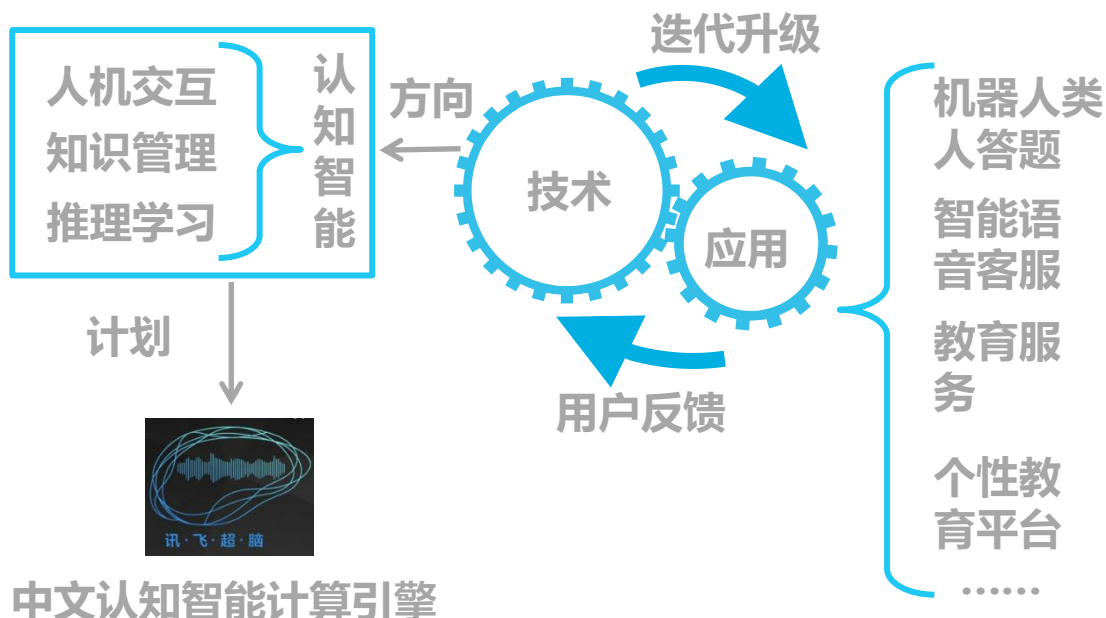 人机交互
知识管理
推理学习
认知智能
方向
计划
讯·飞·超·脑
中文认知智能计算引擎
技术
应用
迭代升级
用户反馈
机器人类
人答题
智能语
音客服
教育服
务
个性教
育平台
……